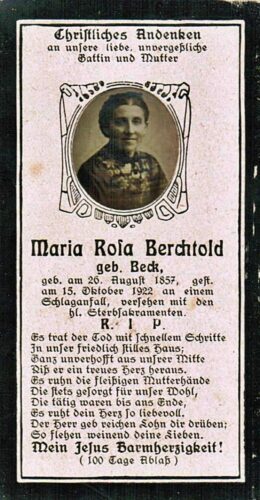 Christliches Andenken
an unsere liebe, unvergeßliche
Gattin und Mutter
Maria Rosa Berchtold
geb. Beck,
geb. am 26. August 1857, gest.
am 15. Oktober 1922 an einem
Schlaganfall, versehen mit den
hl. Sterbsakramenten.
R. I. P.
Es trat der Tod mit schnellem Schritte
In unser friedlich stilles Haus;
Ganz unverhofft aus unsrer Mitte
Riß er ein treues Herz heraus.
Es ruhn die fleißigen Mutterhände
Die stets gesorgt für unser Wohl,
Die tätig waren bis ans Ende,
Es ruht dein Herz so liebevoll.
Der Herr geb reichen Lohn dir drüben;
So flehen weinend deine Lieben.
Mein Jesus Barmherzigkeit!
(100 Tage Ablaß)